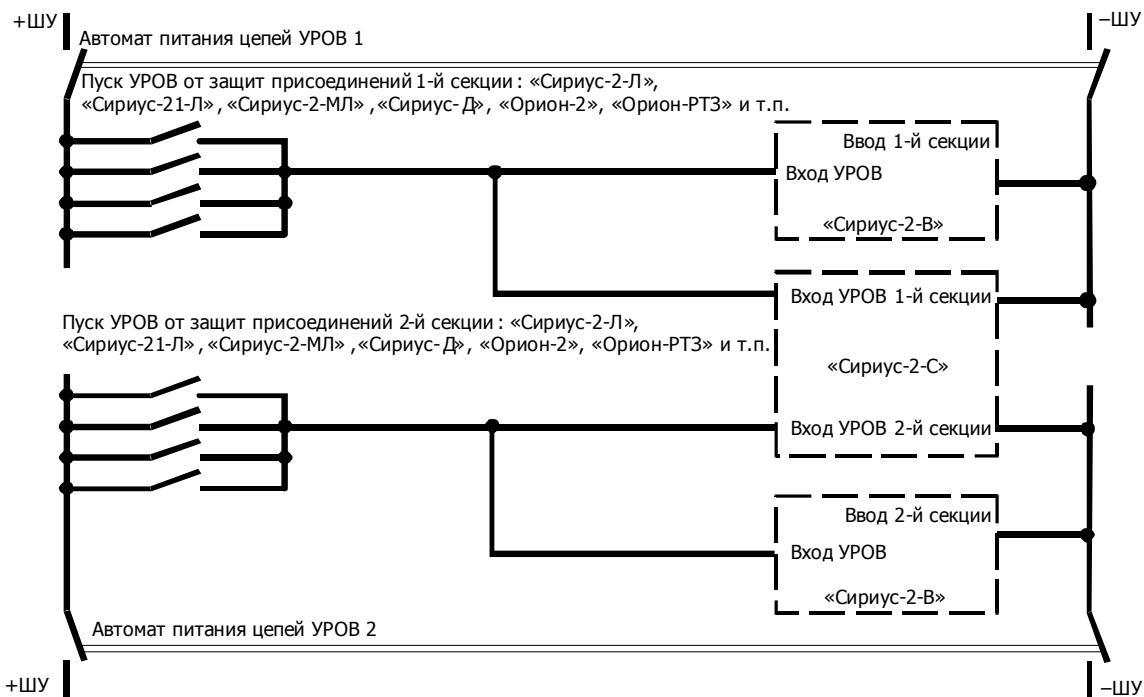 +ШУ
–ШУ
Автомат питания цепей УРОВ 1
Пуск УРОВ от защит присоединений 1-й секции : «Сириус-2-Л»,
«Сириус-21-Л» , «Сириус-2-МЛ» , «Сириус- Д», «Орион-2», «Орион-РТЗ» и т.п.
Ввод 1-й секции
Вход УРОВ
«Сириус-2-В»
Вход УРОВ 1-й секции
Пуск УРОВ от защит присоединений 2-й секции : «Сириус-2-Л»,
«Сириус-21-Л» , «Сириус-2-МЛ» , «Сириус- Д», «Орион-2», «Орион-РТЗ» и т.п.
«Сириус-2-С»
Вход УРОВ 2-й секции
Ввод 2-й секции
Вход УРОВ
«Сириус-2-В»
Автомат питания цепей УРОВ 2
+ШУ
–ШУ